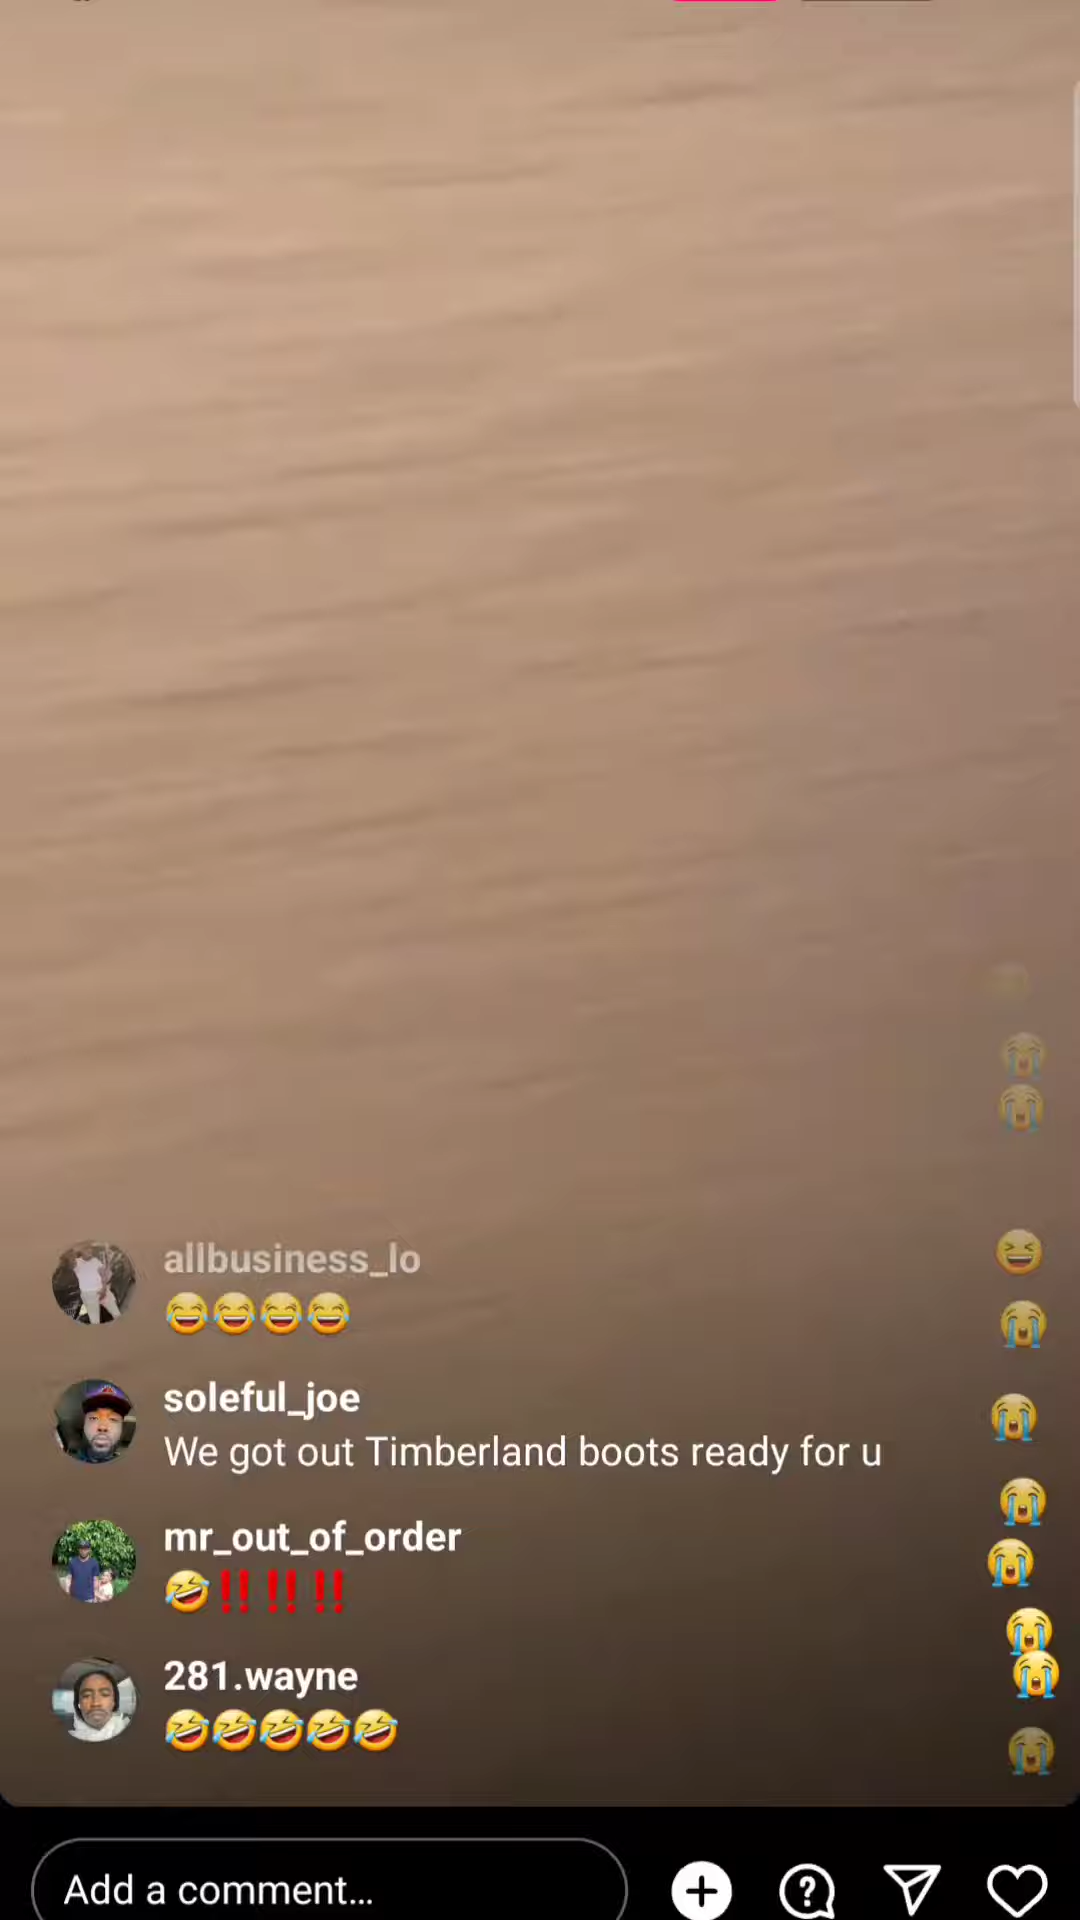 allbusiness_lo
😂😂😂😂
soleful_joe
We got out Timberland boots ready for u
mr_out_of_order
🤣‼️‼️‼️
281.wayne
🤣🤣🤣🤣🤣
Add a comment...